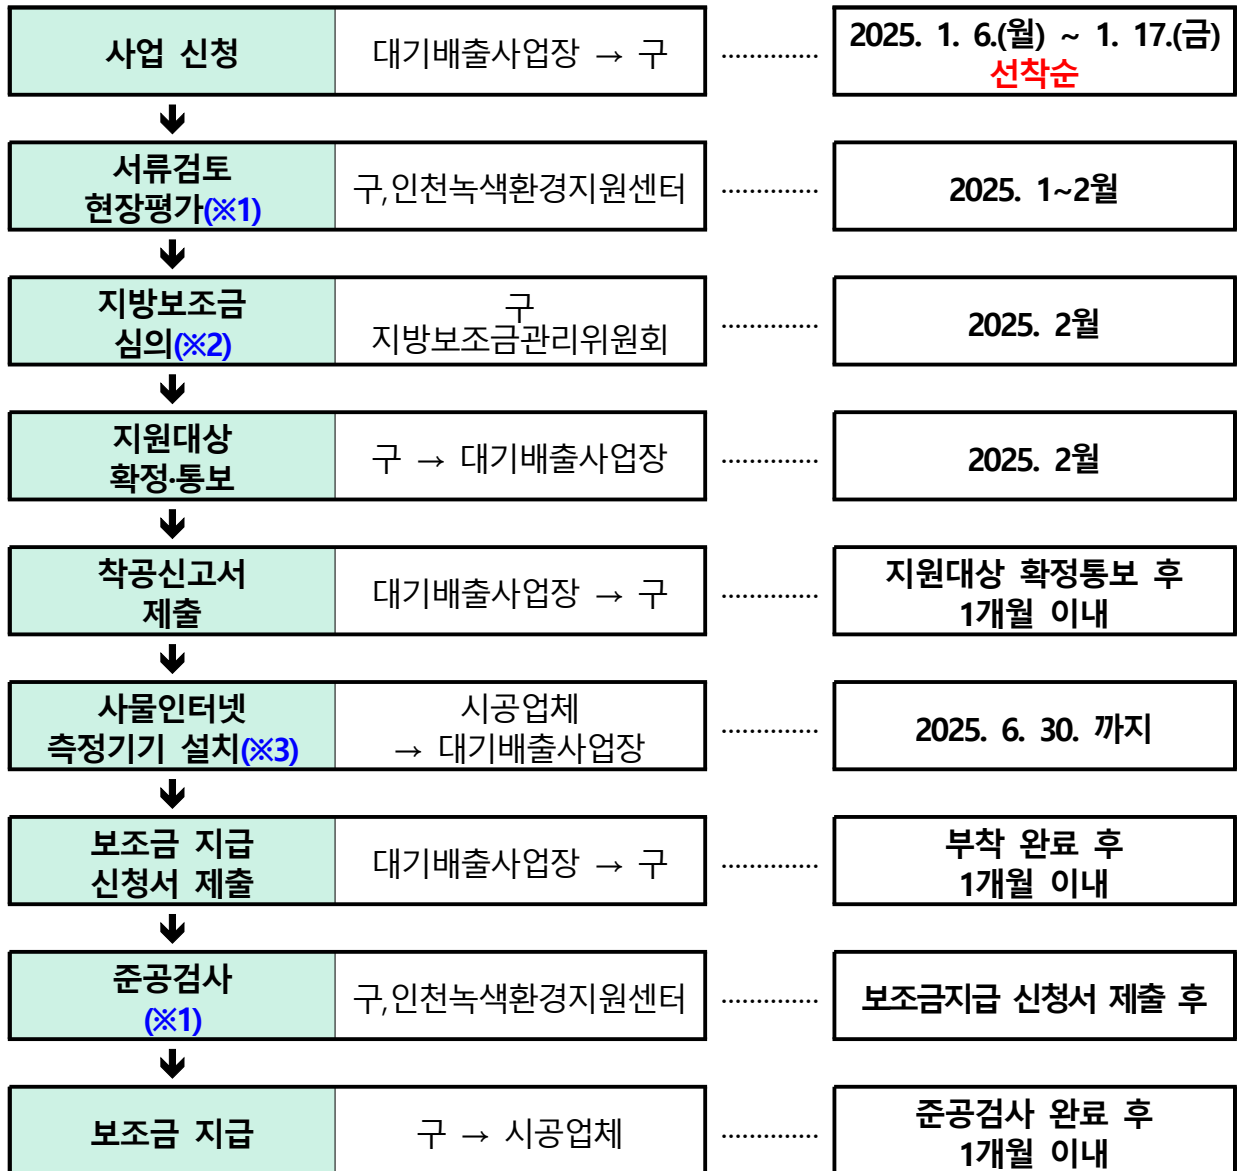 사업 신청
대기배출사업장 → 구
2025. 1. 6.(월) ~ 1. 17.(금)
선착순
서류검토
현장평가(※1)
구,인천녹색환경지원센터
2025. 1~2월
지방보조금
심의(※2)
구
지방보조금관리위원회
2025. 2월
지원대상
확정·통보
구 → 대기배출사업장
2025. 2월
착공신고서
제출
대기배출사업장 → 구
지원대상 확정통보 후
1개월 이내
사물인터넷
측정기기 설치(※3)
시공업체
→ 대기배출사업장
2025. 6. 30. 까지
보조금 지급
신청서 제출
대기배출사업장 → 구
부착 완료 후
1개월 이내
준공검사
(※1)
구,인천녹색환경지원센터
보조금지급 신청서 제출 후
보조금 지급
구 → 시공업체
준공검사 완료 후
1개월 이내